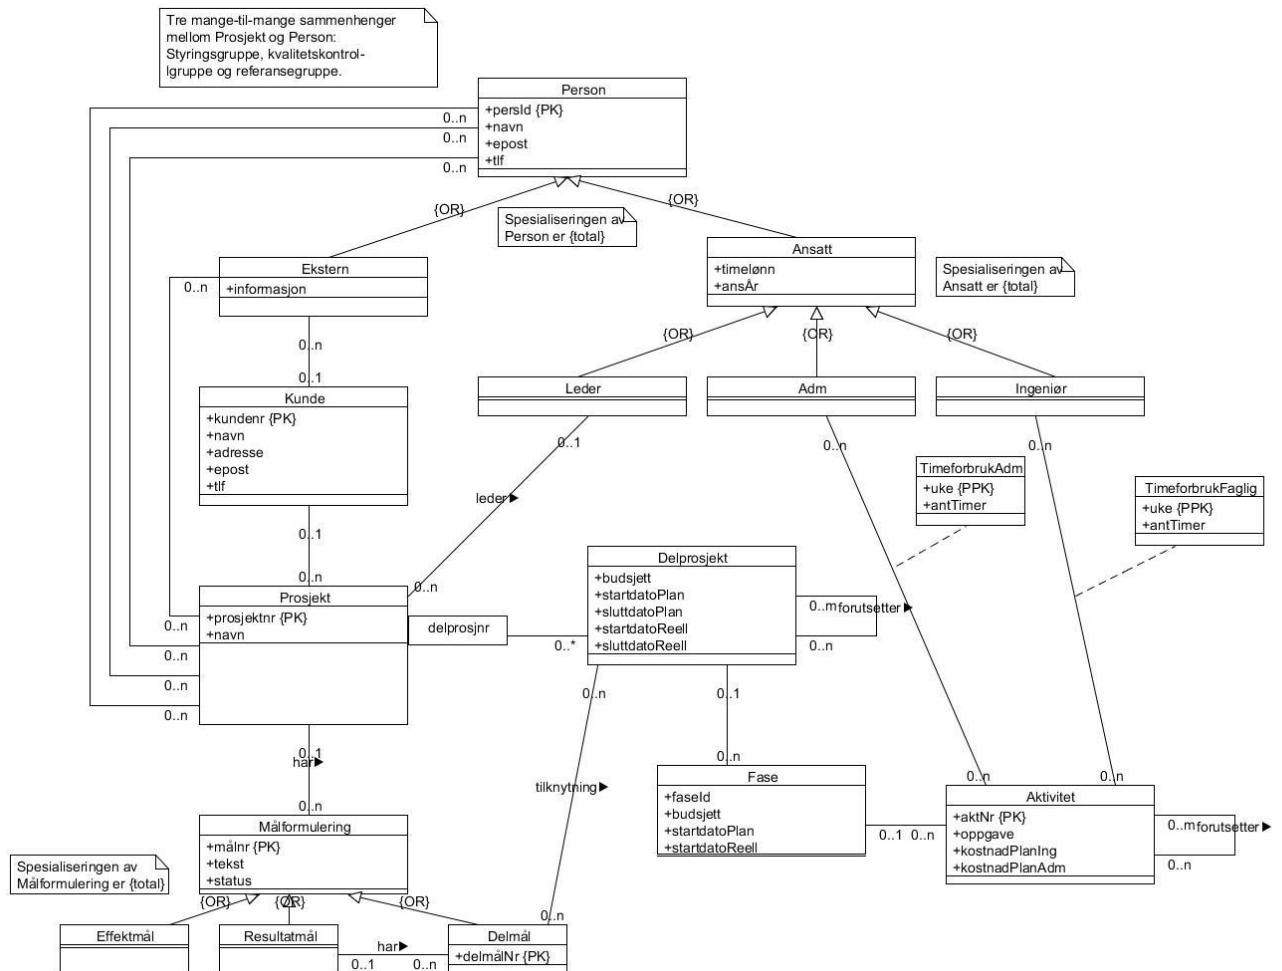 Tre mange-til-mange sammenhenger
mellom Prosjekt og Person:
Styringsgruppe, kvalitetskontrol-
lgruppe og referansegruppe.
Person
+persId {PK}
+navn
+epost
+tlf
0..n
0..n
0..n
{OR}
{OR}
Spesialiseringen av
Person er {total}
Ansatt
+timelønn
+ansÅr
Spesialiseringen av
Ansatt er {total}
Ekstern
+informasjon
0..n
0..n
0..1
{OR}
{OR}
{OR}
Kunde
+kundenr {PK}
+navn
+adresse
+epost
+tlf
Leder
Adm
Ingeniør
0..1
0..n
0..n
TimeforbrukAdm
+uke {PPK}
+antTimer
TimeforbrukFaglig
+uke {PPK}
+antTimer
leder
0..1
0..n
0..n
Prosjekt
+prosjektnr {PK}
+navn
0..n
0..n
0..n
0..n
delprosjnr
0..*
Delprosjekt
+budsjett
+startdatoPlan
+sluttdatoPlan
+startdatoReell
+sluttdatoReell
0..m
forutsetter
0..n
0..n
0..1
0..1
har
0..n
tilknytning
0..n
Fase
+faseId
+budsjett
+startdatoPlan
+startdatoReell
0..1
0..n
0..n
0..n
Aktivitet
+aktNr {PK}
+oppgave
+kostnadPlanIng
+kostnadPlanAdm
0..m
forutsetter
0..n
Målformulering
+målnr {PK}
+tekst
+status
Spesialiseringen av
Målformulering er {total}
{OR}
{OR}
{OR}
0..n
Effektmål
Resultatmål
har
0..1
0..n
Delmål
+delmålNr {PK}